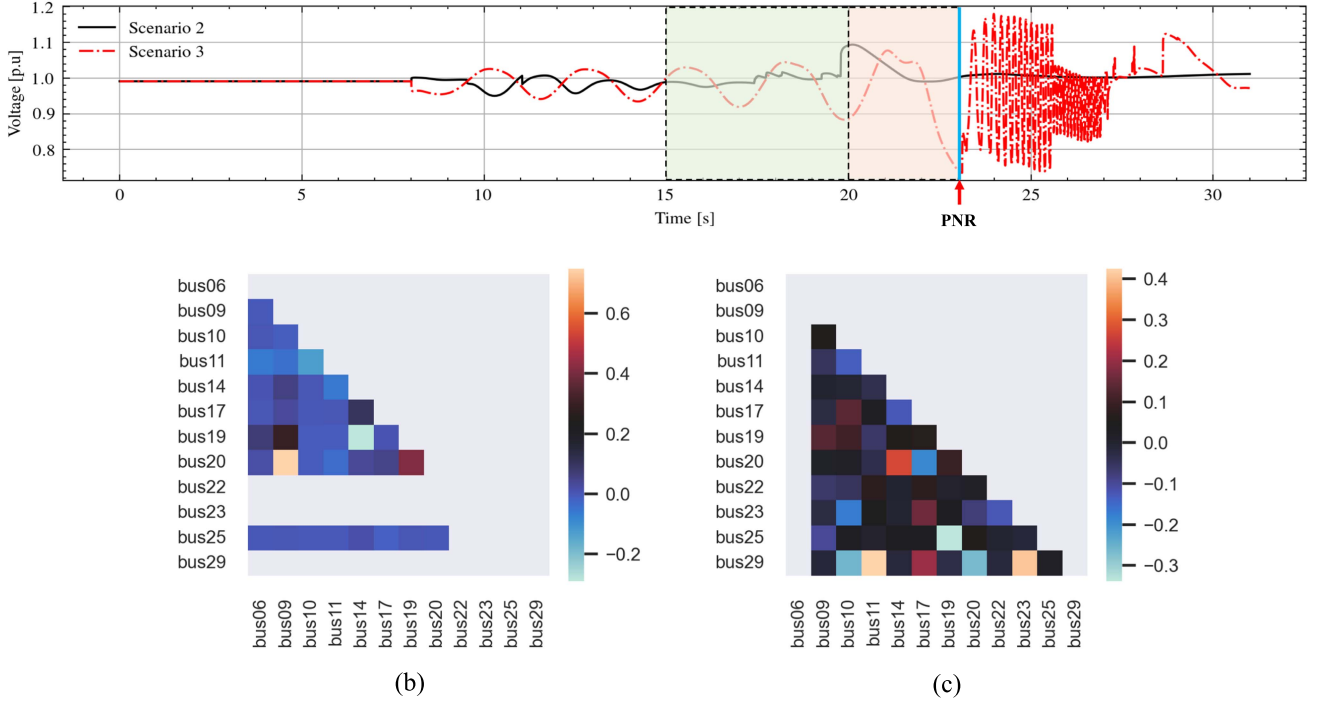 1.2
1.1
1.0
0.9
0.8
Voltage [p.u]
Scenario 2
Scenario 3
0 5 10 15 20 25 30
Time [s]
PNR
bus06
bus09
bus10
bus11
bus14
bus17
bus19
bus20
bus22
bus23
bus25
bus29
bus06 bus09 bus10 bus11 bus14 bus17 bus19 bus20 bus22 bus23 bus25 bus29
0.6
0.4
0.2
0.0
−0.2
(b)
bus06
bus09
bus10
bus11
bus14
bus17
bus19
bus20
bus22
bus23
bus25
bus29
bus06 bus09 bus10 bus11 bus14 bus17 bus19 bus20 bus22 bus23 bus25 bus29
0.4
0.3
0.2
0.1
0.0
−0.1
−0.2
−0.3
(c)